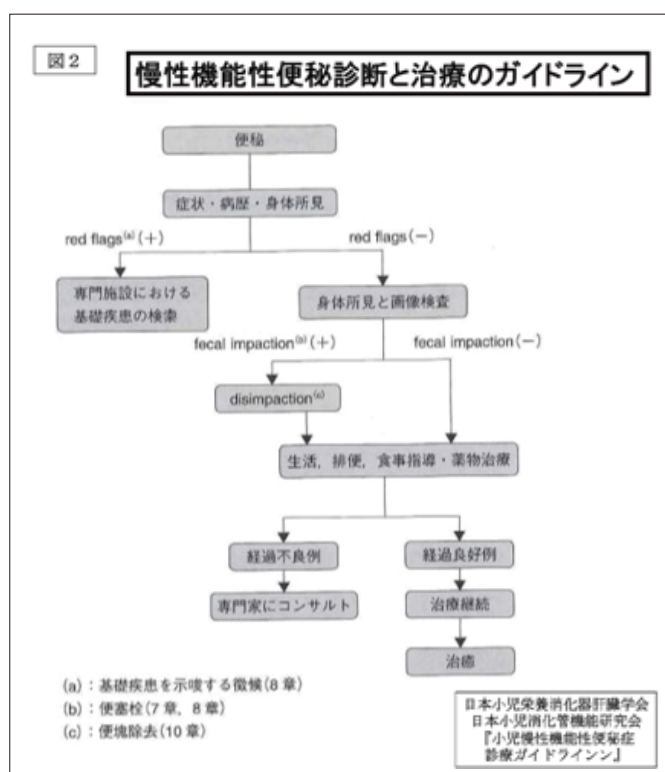 図2
慢性機能性便秘診断と治療のガイドライン
便秘
症状・病歴・身体所見
red flags(a)(+)
red flags(−)
専門施設における
基礎疾患の検索
身体所見と画像検査
fecal impaction(b)(+)
fecal impaction(−)
disimpaction(c)
生活, 排便, 食事指導・薬物治療
経過不良例
経過良好例
専門家にコンサルト
治療継続
治癒
(a):基礎疾患を示唆する徴候(8章)
(b):便塞栓(7章, 8章)
(c):便塊除去(10章)
日本小児栄養消化器肝臓学会
日本小児消化管機能研究会
『小児慢性機能性便秘症
診療ガイドラインン』